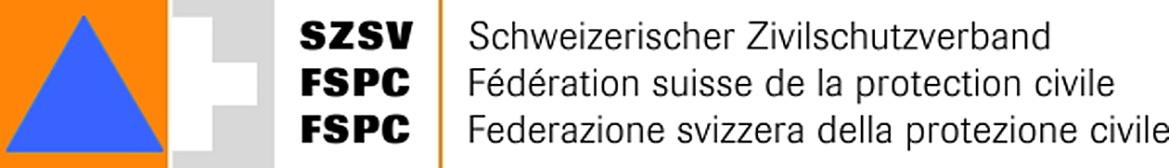 SZSV Schweizerischer Zivilschutzverband
FSPC Fédération suisse de la protection civile
FSPC Federazione svizzera della protezione civile